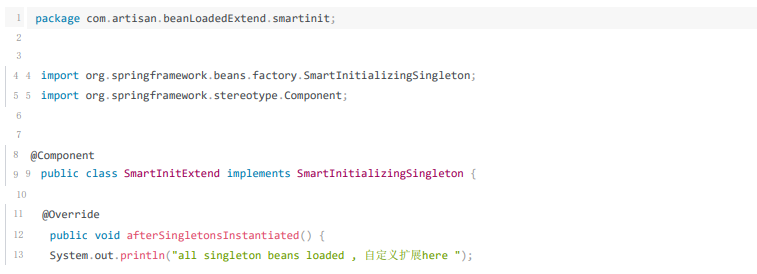 1 package com.artisan.beanLoadedExtend.smartinit;
2
3
4 4 import org.springframework.beans.factory.SmartInitializingSingleton;
5 5 import org.springframework.stereotype.Component;
6
7
8 @Component
9 9 public class SmartInitExtend implements SmartInitializingSingleton {
10
11 @Override
12 public void afterSingletonsInstantiated() {
13 System.out.println("all singleton beans loaded , 自定义扩展here ");